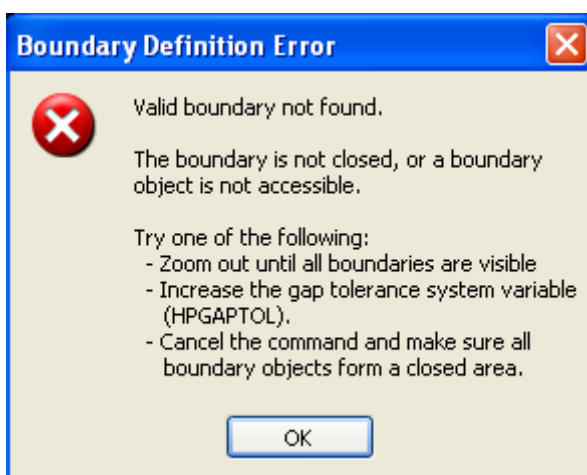 Boundary Definition Error
Valid boundary not found.
The boundary is not closed, or a boundary
object is not accessible.
Try one of the following:
- Zoom out until all boundaries are visible
- Increase the gap tolerance system variable
(HPGAPTOL).
- Cancel the command and make sure all
boundary objects form a closed area.
OK